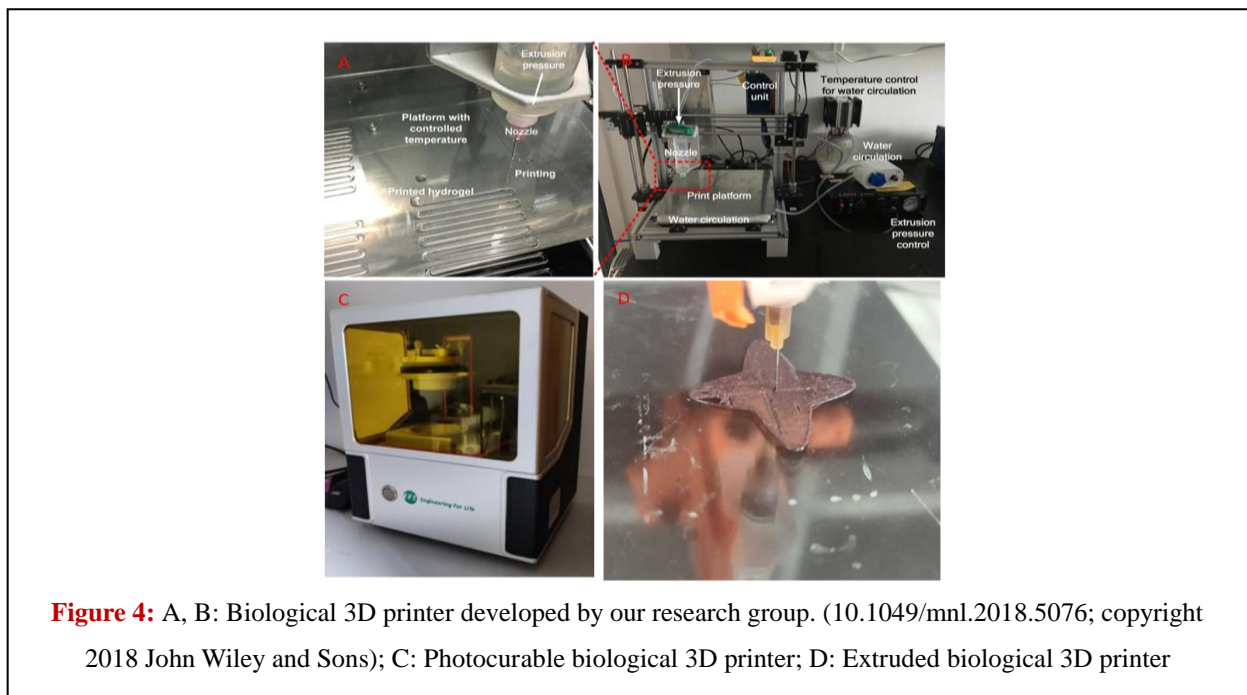 A
Extrusion
pressure
Platform with
controlled
temperature
Nozzle
Printing
Printed hydrogel
B
Extrusion
pressure
Control
unit
Temperature control
for water circulation
Nozzle
Water
circulation
Print platform
Water circulation
Extrusion
pressure control
C
EFL Engineering For Life
D
Figure 4: A, B: Biological 3D printer developed by our research group. (10.1049/mnl.2018.5076; copyright
2018 John Wiley and Sons); C: Photocurable biological 3D printer; D: Extruded biological 3D printer